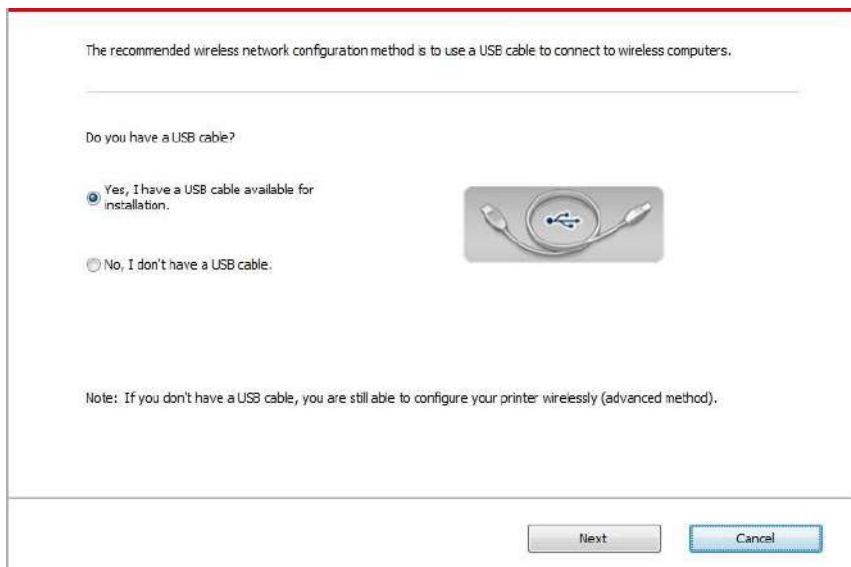 The recommended wireless network configuration method is to use a USB cable to connect to wireless computers.
Do you have a USB cable?
Yes, I have a USB cable available for
installation.
No, I don't have a USB cable.
Note: If you don't have a USB cable, you are still able to configure your printer wirelessly (advanced method).
Next
Cancel